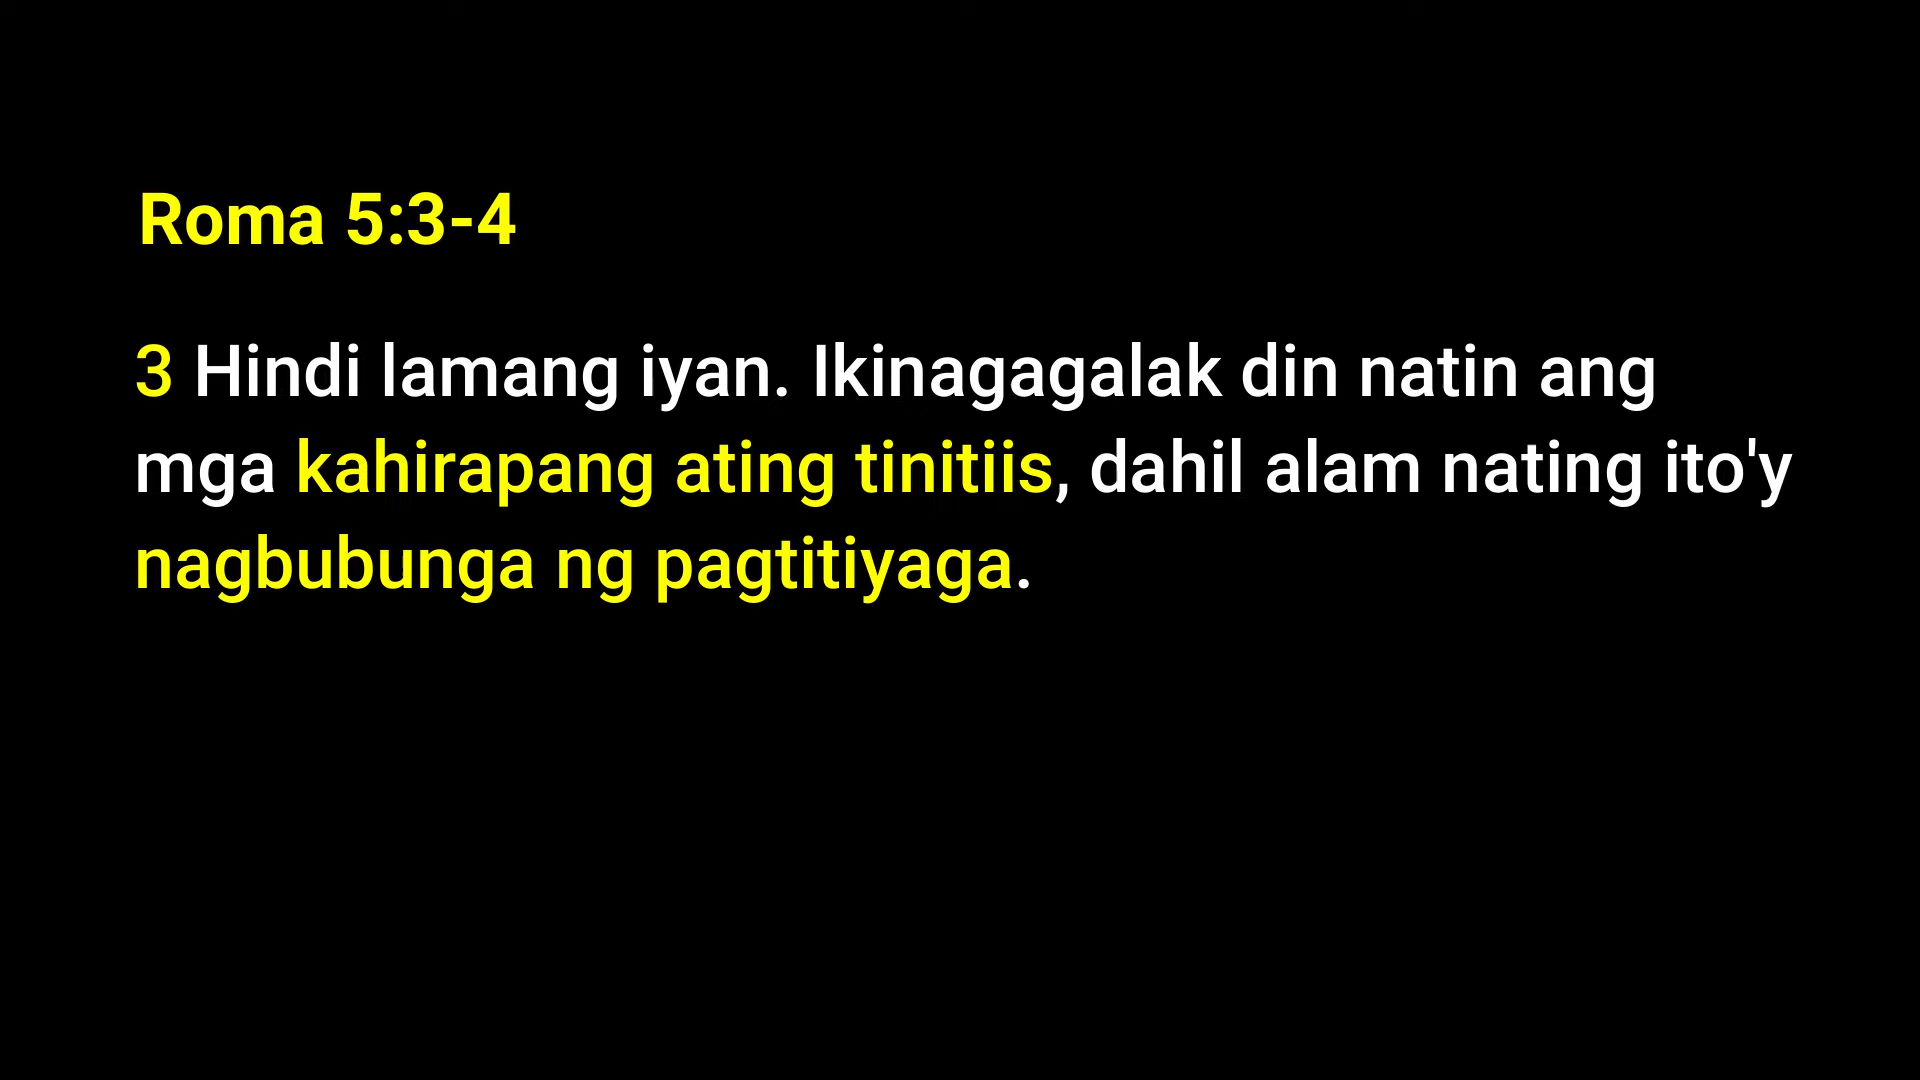 Roma 5:3-4
3 Hindi lamang iyan. Ikinagagalak din natin ang
mga kahirapang ating tinitiis, dahil alam nating ito'y
nagbubunga ng pagtitiyaga.